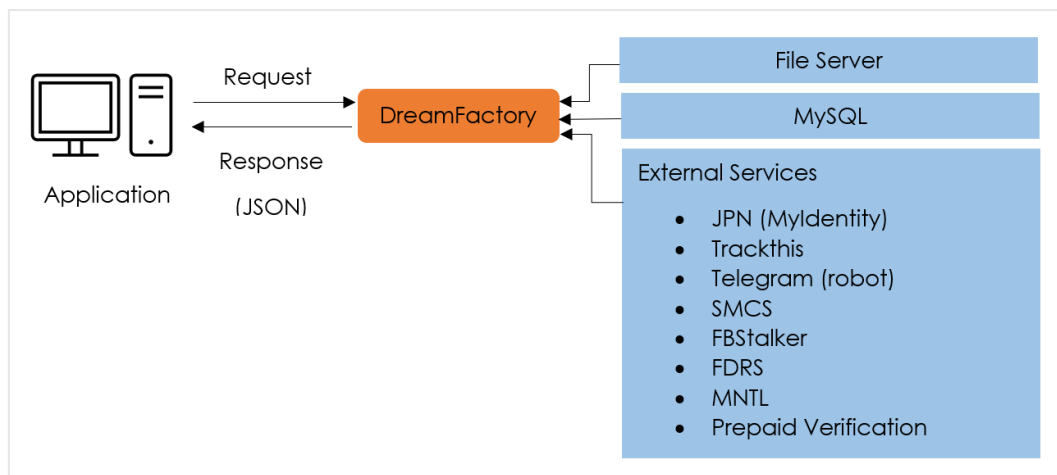 Request
Response
(JSON)
Application
DreamFactory
File Server
MySQL
External Services
• JPN (MyIdentity)
• Trackthis
• Telegram (robot)
• SMCS
• FBStalker
• FDRS
• MNTL
• Prepaid Verification